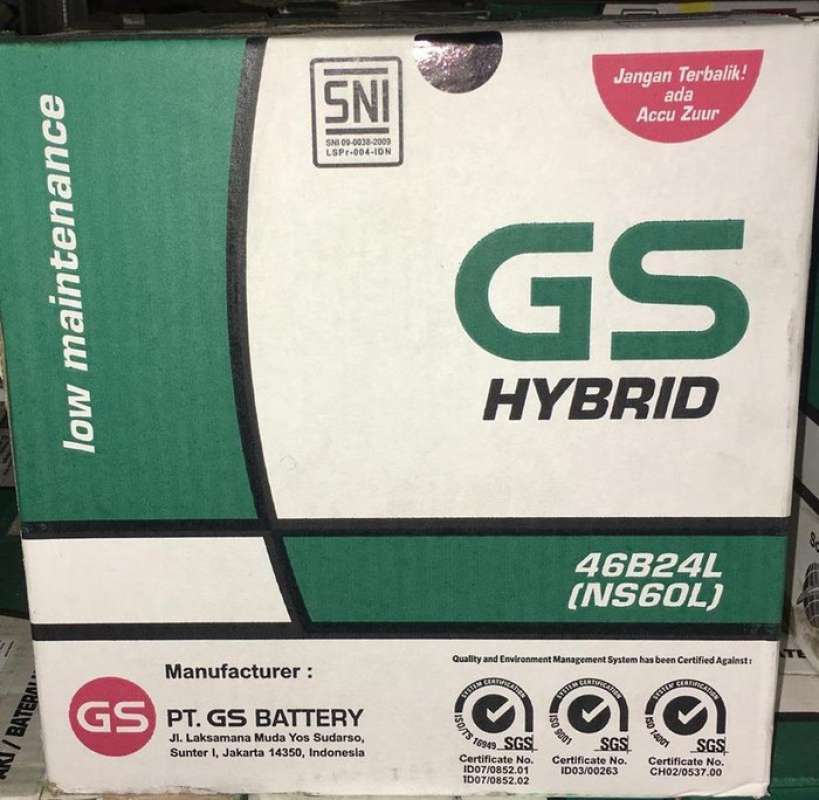 low maintenance
SNI
SNI 09-0038-2009
LSPr-004-IDN
Jangan Terbalik!
ada
Accu Zuur
GS
HYBRID
46B24L
(NS60L)
Manufacturer :
GS
PT. GS BATTERY
Jl. Laksamana Muda Yos Sudarso,
Sunter I, Jakarta 14350, Indonesia
Quality and Environment Management System has been Certified Against :
SYSTEM CERTIFICATION
ISO/TS 16949
SGS
Certificate No.
ID07/0852.01
ID07/0852.02
SYSTEM CERTIFICATION
ISO 9001
SGS
Certificate No.
ID03/00263
SYSTEM CERTIFICATION
ISO 14001
SGS
Certificate No.
CH02/0537.00